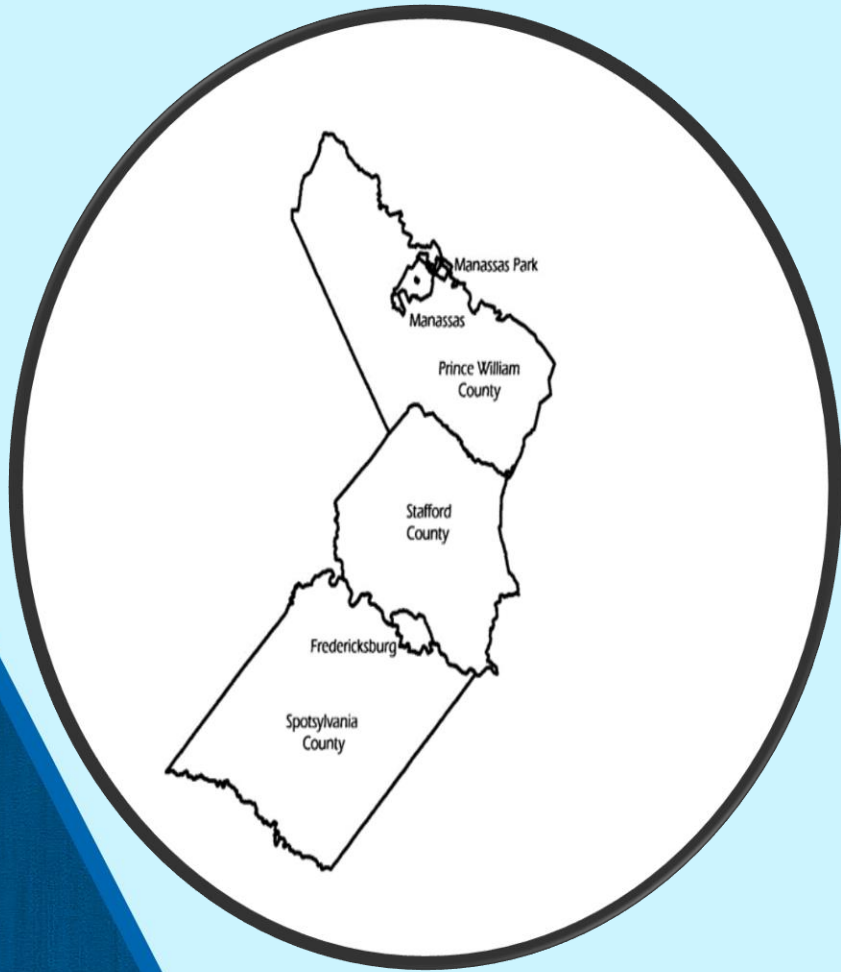 Manassas Park
Manassas
Prince William
County
Stafford
County
Fredericksburg
Spotsylvania
County